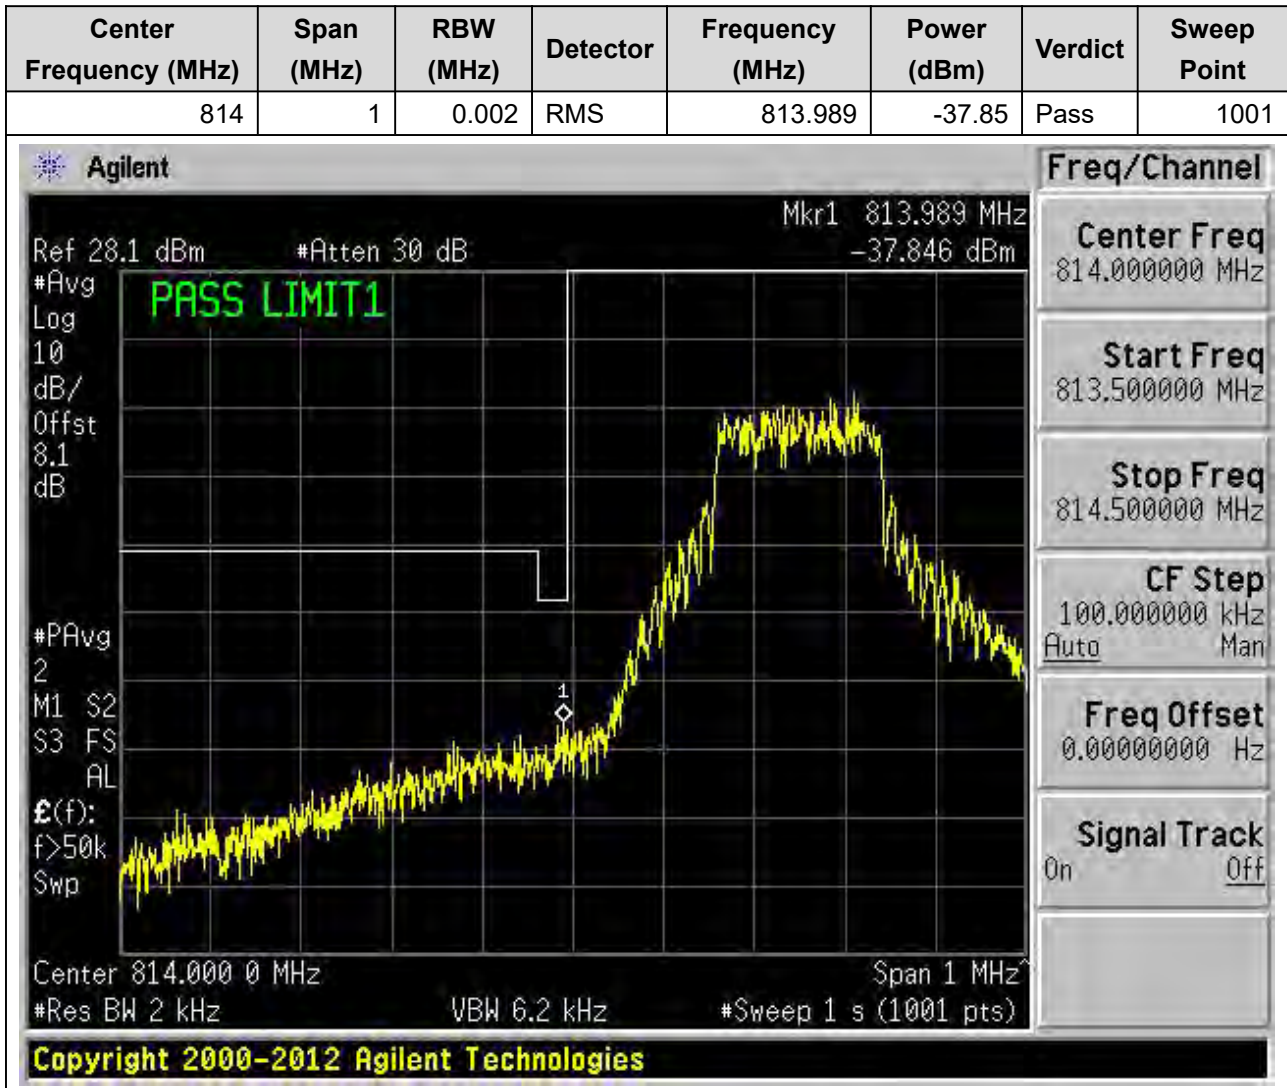 Center Frequency (MHz) Span (MHz) RBW (MHz) Detector Frequency (MHz) Power (dBm) Verdict Sweep Point
814 1 0.002 RMS 813.989 -37.85 Pass 1001
Agilent
Freq/Channel
Mkr1 813.989 MHz
Ref 28.1 dBm #Atten 30 dB -37.846 dBm
#Avg
Log
10
dB/
Offst
8.1
dB
PASS LIMIT1
#PAvg
2
M1 S2
S3 FS
AL
£(f):
f>50k
Swp
1
Center 814.000 0 MHz Span 1 MHz^
#Res BW 2 kHz VBW 6.2 kHz #Sweep 1 s (1001 pts)
Center Freq
814.000000 MHz
Start Freq
813.500000 MHz
Stop Freq
814.500000 MHz
CF Step
100.000000 kHz
Auto Man
Freq Offset
0.00000000 Hz
Signal Track
On Off
Copyright 2000-2012 Agilent Technologies